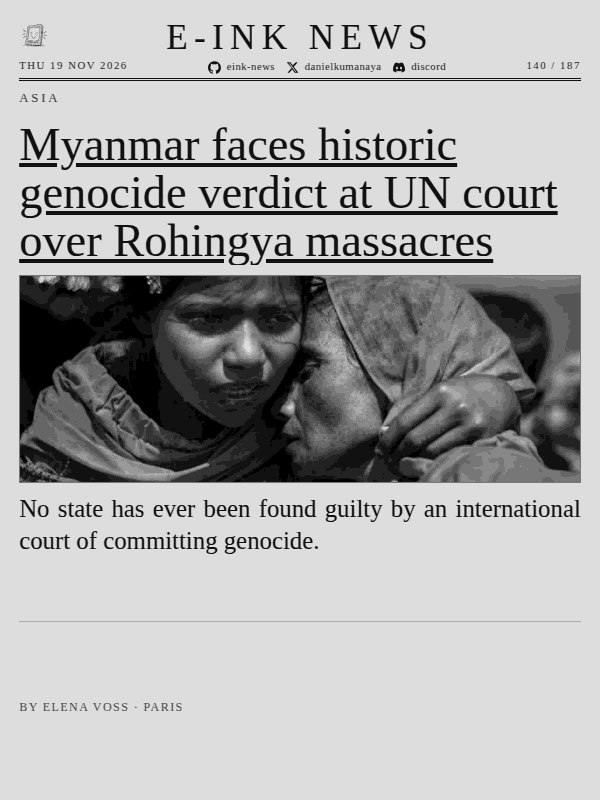 E-INK NEWS
THU 19 NOV 2026
eink-news danielkumanaya discord
140 / 187
ASIA
Myanmar faces historic
genocide verdict at UN court
over Rohingya massacres
No state has ever been found guilty by an international
court of committing genocide.
BY ELENA VOSS · PARIS